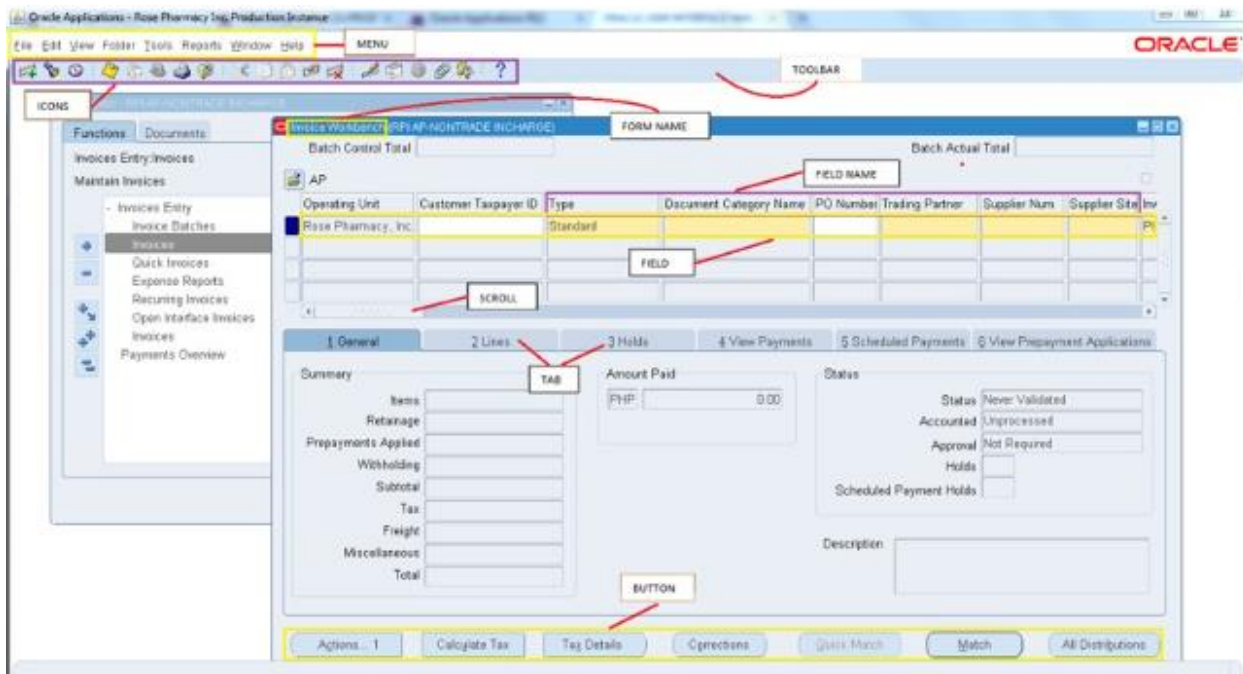 Oracle Applications - Rose Pharmacy Inc Production Instance
File Edit View Folder Tools Reports Window Help
MENU
ORACLE
TOOLBAR
ICONS
RPI AP-NONTRADE INCHARGE
Functions Documents
Invoices Entry:Invoices
Maintain Invoices
- Invoices Entry
Invoice Batches
Invoices
Quick Invoices
Expense Reports
Recurring Invoices
Open Interface Invoices
Invoices
Payments Overview
Invoice Workbench (RPI AP-NONTRADE INCHARGE)
FORM NAME
Batch Control Total
Batch Actual Total
AP
FIELD NAME
Operating Unit Customer Taxpayer ID Type Document Category Name PO Number Trading Partner Supplier Num Supplier Site Inv
Rose Pharmacy, Inc. Standard
FIELD
SCROLL
1 General 2 Lines 3 Holds 4 View Payments 5 Scheduled Payments 6 View Prepayment Applications
TAB
Summary
Items
Retainage
Prepayments Applied
Withholding
Subtotal
Tax
Freight
Miscellaneous
Total
Amount Paid
PHP 0.00
Status
Status Never Validated
Accounted Unprocessed
Approval Not Required
Holds
Scheduled Payment Holds
Description
BUTTON
Actions... 1 Calculate Tax Tax Details Corrections Quick Match Match All Distributions